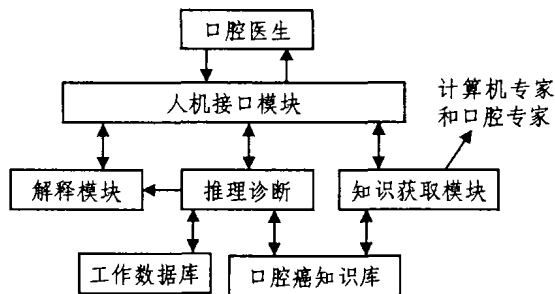 口腔医生
人机接口模块
计算机专家
和口腔专家
解释模块
推理诊断
知识获取模块
工作数据库
口腔癌知识库